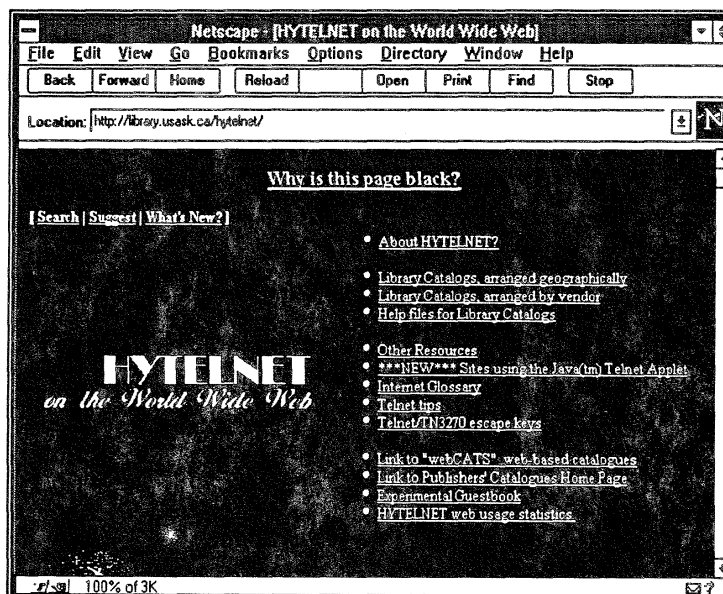 Netscape - [HYTELNET on the World Wide Web]
File Edit View Go Bookmarks Options Directory Window Help
Back Forward Home Reload Open Print Find Stop
Location: http://library.usask.ca/hytelnet/
N
Why is this page black?
[ Search | Suggest | What's New? ]
• About HYTELNET?
• Library Catalogs, arranged geographically
• Library Catalogs, arranged by vendor
• Help files for Library Catalogs
• Other Resources
• ***NEW*** Sites using the Java(tm) Telnet Applet
• Internet Glossary
• Telnet tips
• Telnet/TN3270 escape keys
• Link to "webCATS" web-based catalogues
• Link to Publishers' Catalogues Home Page
• Experimental Guestbook
• HYTELNET web usage statistics
HYTELNET
on the World Wide Web
100% of 3K
?